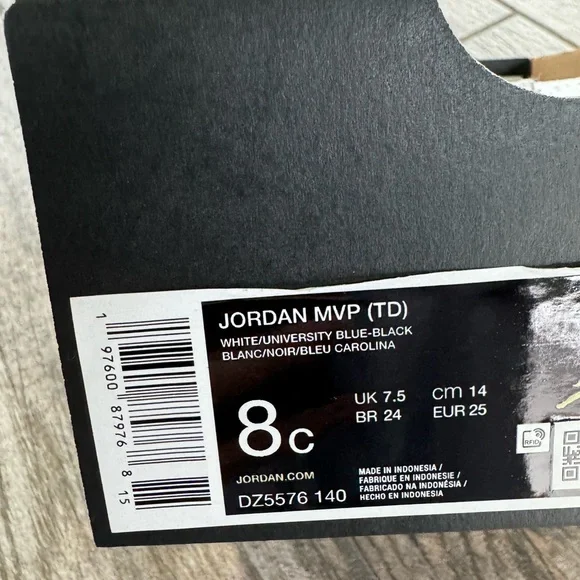 JORDAN MVP (TD)
WHITE/UNIVERSITY BLUE-BLACK
BLANC/NOIR/BLEU CAROLINA
8C
UK 7.5 CM 14
BR 24 EUR 25
JORDAN.COM
DZ5576 140
MADE IN INDONESIA/
FABRIQUE EN INDONESIE/
FABRICADO NA INDONÉSIA/
HECHO EN INDONESIA
RFID
1 97600 87976 8 15